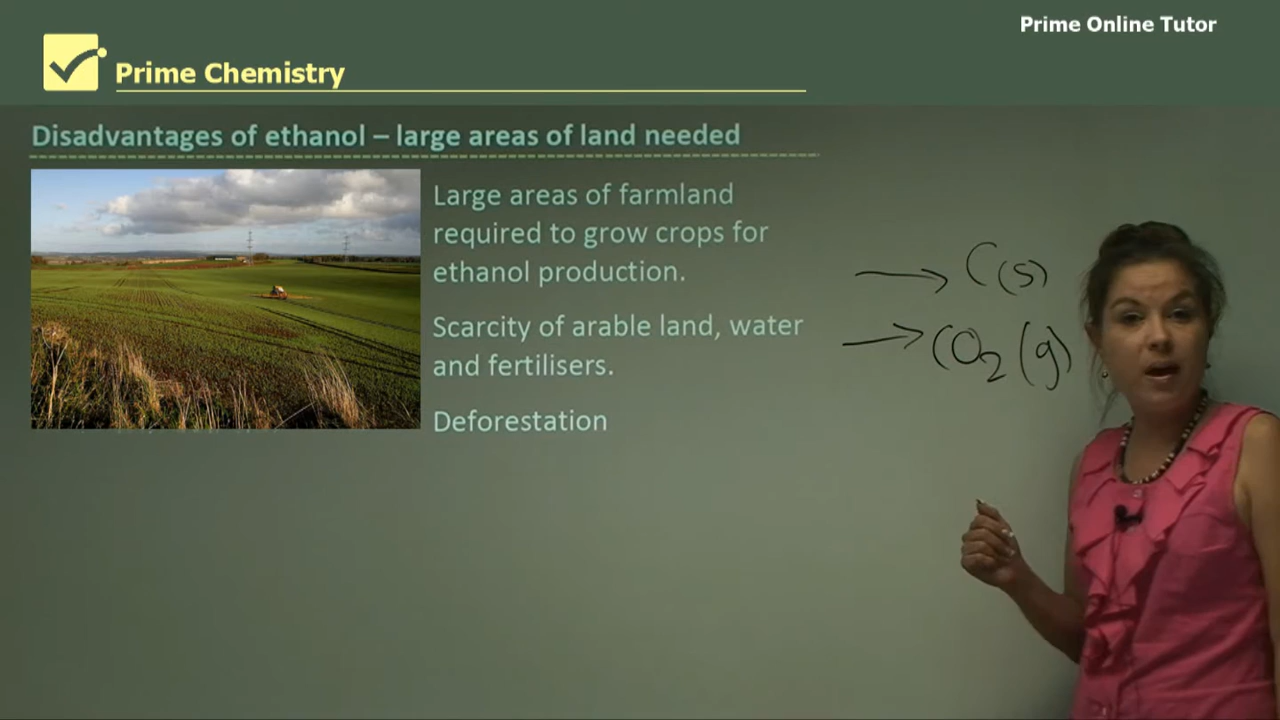 Prime Online Tutor
Prime Chemistry
Disadvantages of ethanol – large areas of land needed
Large areas of farmland
required to grow crops for
ethanol production.
Scarcity of arable land, water
and fertilisers.
Deforestation
→ C(s)
→ CO₂(g)